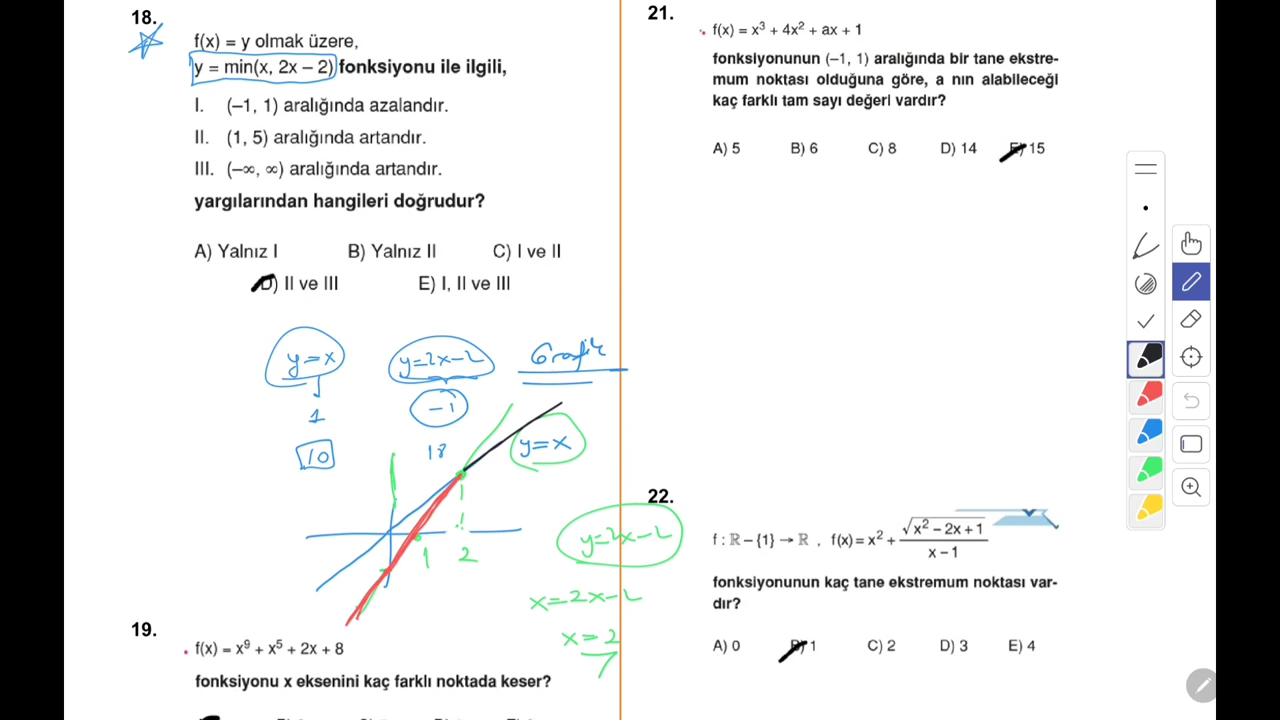 18.
f(x) = y olmak üzere,
y = min(x, 2x – 2) fonksiyonu ile ilgili,
I. (–1, 1) aralığında azalandır.
II. (1, 5) aralığında artandır.
III. (–∞, ∞) aralığında artandır.
yargılarından hangileri doğrudur?
A) Yalnız I B) Yalnız II C) I ve II
D) II ve III E) I, II ve III
y=x y=2x-2 Grafik
1 -1
10 18 y=x
1 2
y=2x-2
x=2x-2
x=2
19.
f(x) = x⁹ + x⁵ + 2x + 8
fonksiyonu x eksenini kaç farklı noktada keser?
21.
f(x) = x³ + 4x² + ax + 1
fonksiyonunun (–1, 1) aralığında bir tane ekstre-
mum noktası olduğuna göre, a nın alabileceği
kaç farklı tam sayı değeri vardır?
A) 5 B) 6 C) 8 D) 14 E) 15
22.
f : ℝ – {1} → ℝ , f(x) = x² + √(x² – 2x + 1) / (x – 1)
fonksiyonunun kaç tane ekstremum noktası var-
dır?
A) 0 B) 1 C) 2 D) 3 E) 4